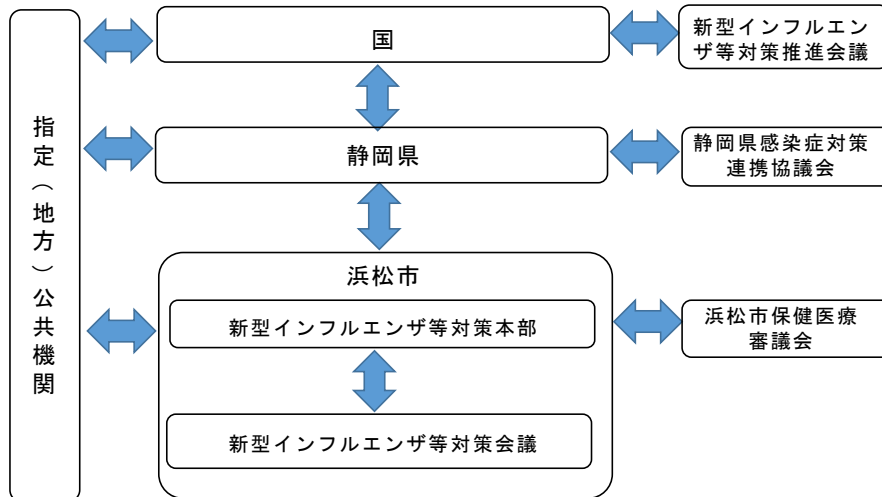 国
新型インフルエン
ザ等対策推進会議
指定（地方）公共機関
静岡県
静岡県感染症対策
連携協議会
浜松市
新型インフルエンザ等対策本部
浜松市保健医療
審議会
新型インフルエンザ等対策会議